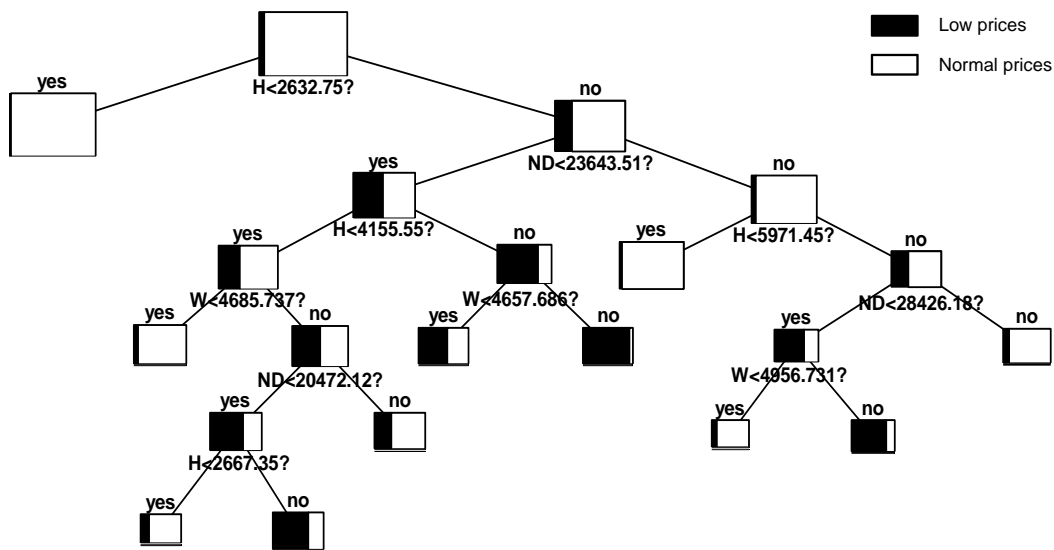 Low prices
Normal prices
yes
H<2632.75?
no
ND<23643.51?
yes
H<4155.55?
no
H<5971.45?
yes
W<4685.737?
no
W<4657.686?
yes
no
ND<28426.18?
yes
no
ND<20472.12?
yes
no
yes
W<4956.731?
no
yes
H<2667.35?
no
yes
no
yes
no